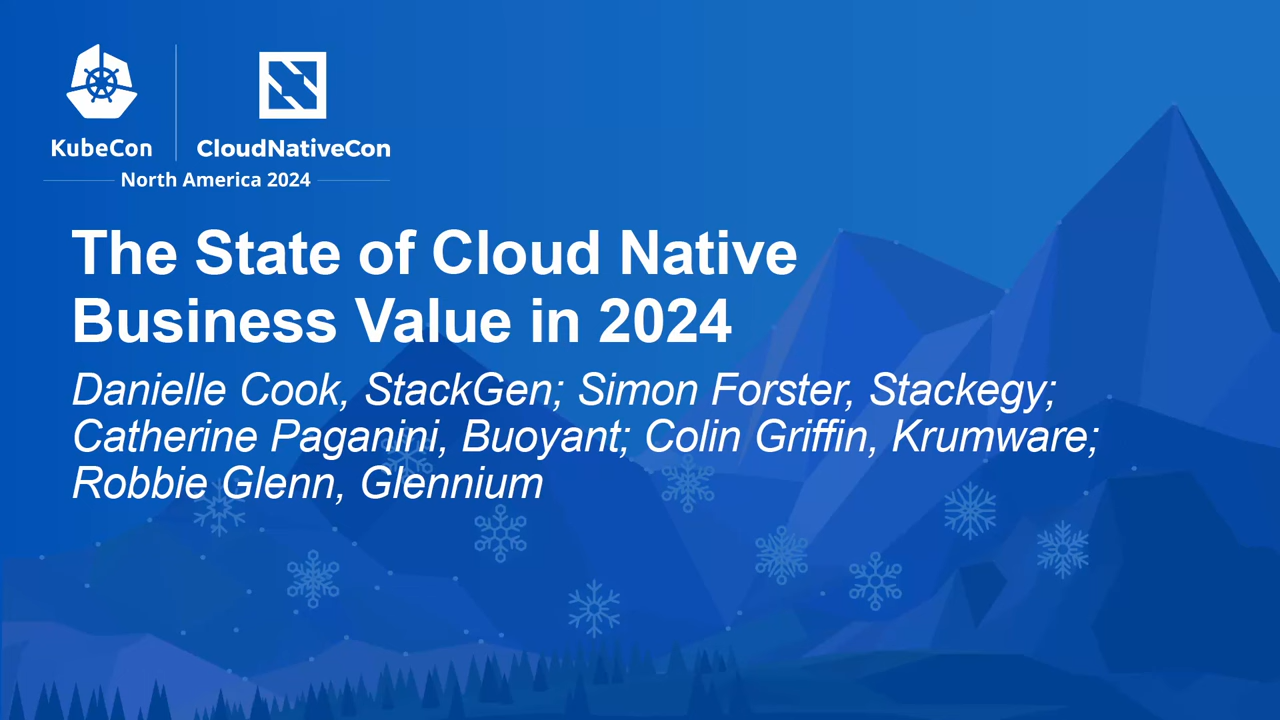 KubeCon
CloudNativeCon
North America 2024
The State of Cloud Native
Business Value in 2024
Danielle Cook, StackGen; Simon Forster, Stackegy;
Catherine Paganini, Buoyant; Colin Griffin, Krumware;
Robbie Glenn, Glennium